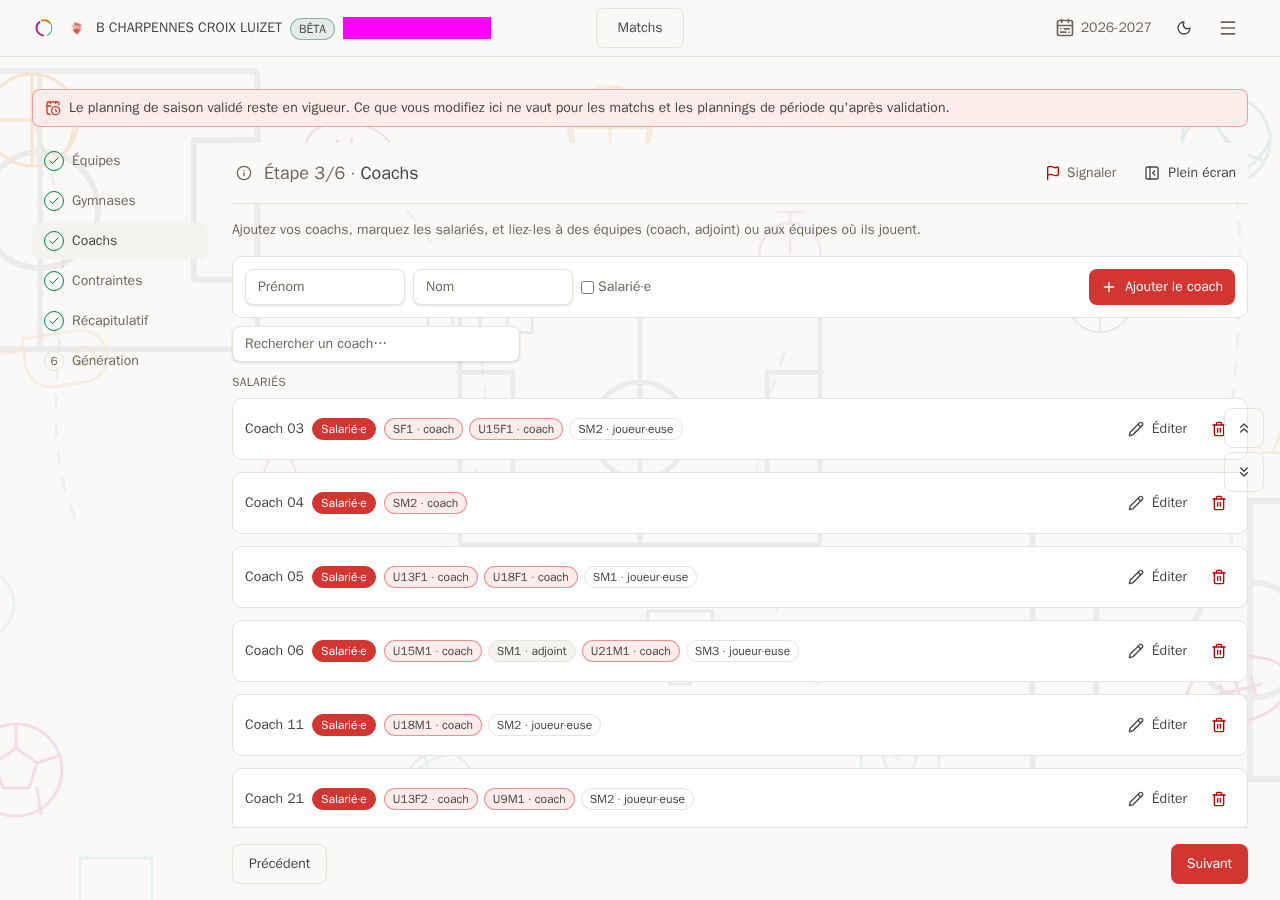 B CHARPENNES CROIX LUIZET BÊTA Matchs 2026-2027
Le planning de saison validé reste en vigueur. Ce que vous modifiez ici ne vaut pour les matchs et les plannings de période qu'après validation.
Équipes
Gymnases
Coachs
Contraintes
Récapitulatif
6 Génération
Étape 3/6 · Coachs Signaler Plein écran
Ajoutez vos coachs, marquez les salariés, et liez-les à des équipes (coach, adjoint) ou aux équipes où ils jouent.
Prénom Nom Salarié·e Ajouter le coach
Rechercher un coach…
SALARIÉS
Coach 03 Salarié·e SF1 · coach U15F1 · coach SM2 · joueur·euse Éditer
Coach 04 Salarié·e SM2 · coach Éditer
Coach 05 Salarié·e U13F1 · coach U18F1 · coach SM1 · joueur·euse Éditer
Coach 06 Salarié·e U15M1 · coach SM1 · adjoint U21M1 · coach SM3 · joueur·euse Éditer
Coach 11 Salarié·e U18M1 · coach SM2 · joueur·euse Éditer
Coach 21 Salarié·e U13F2 · coach U9M1 · coach SM2 · joueur·euse Éditer
Précédent Suivant